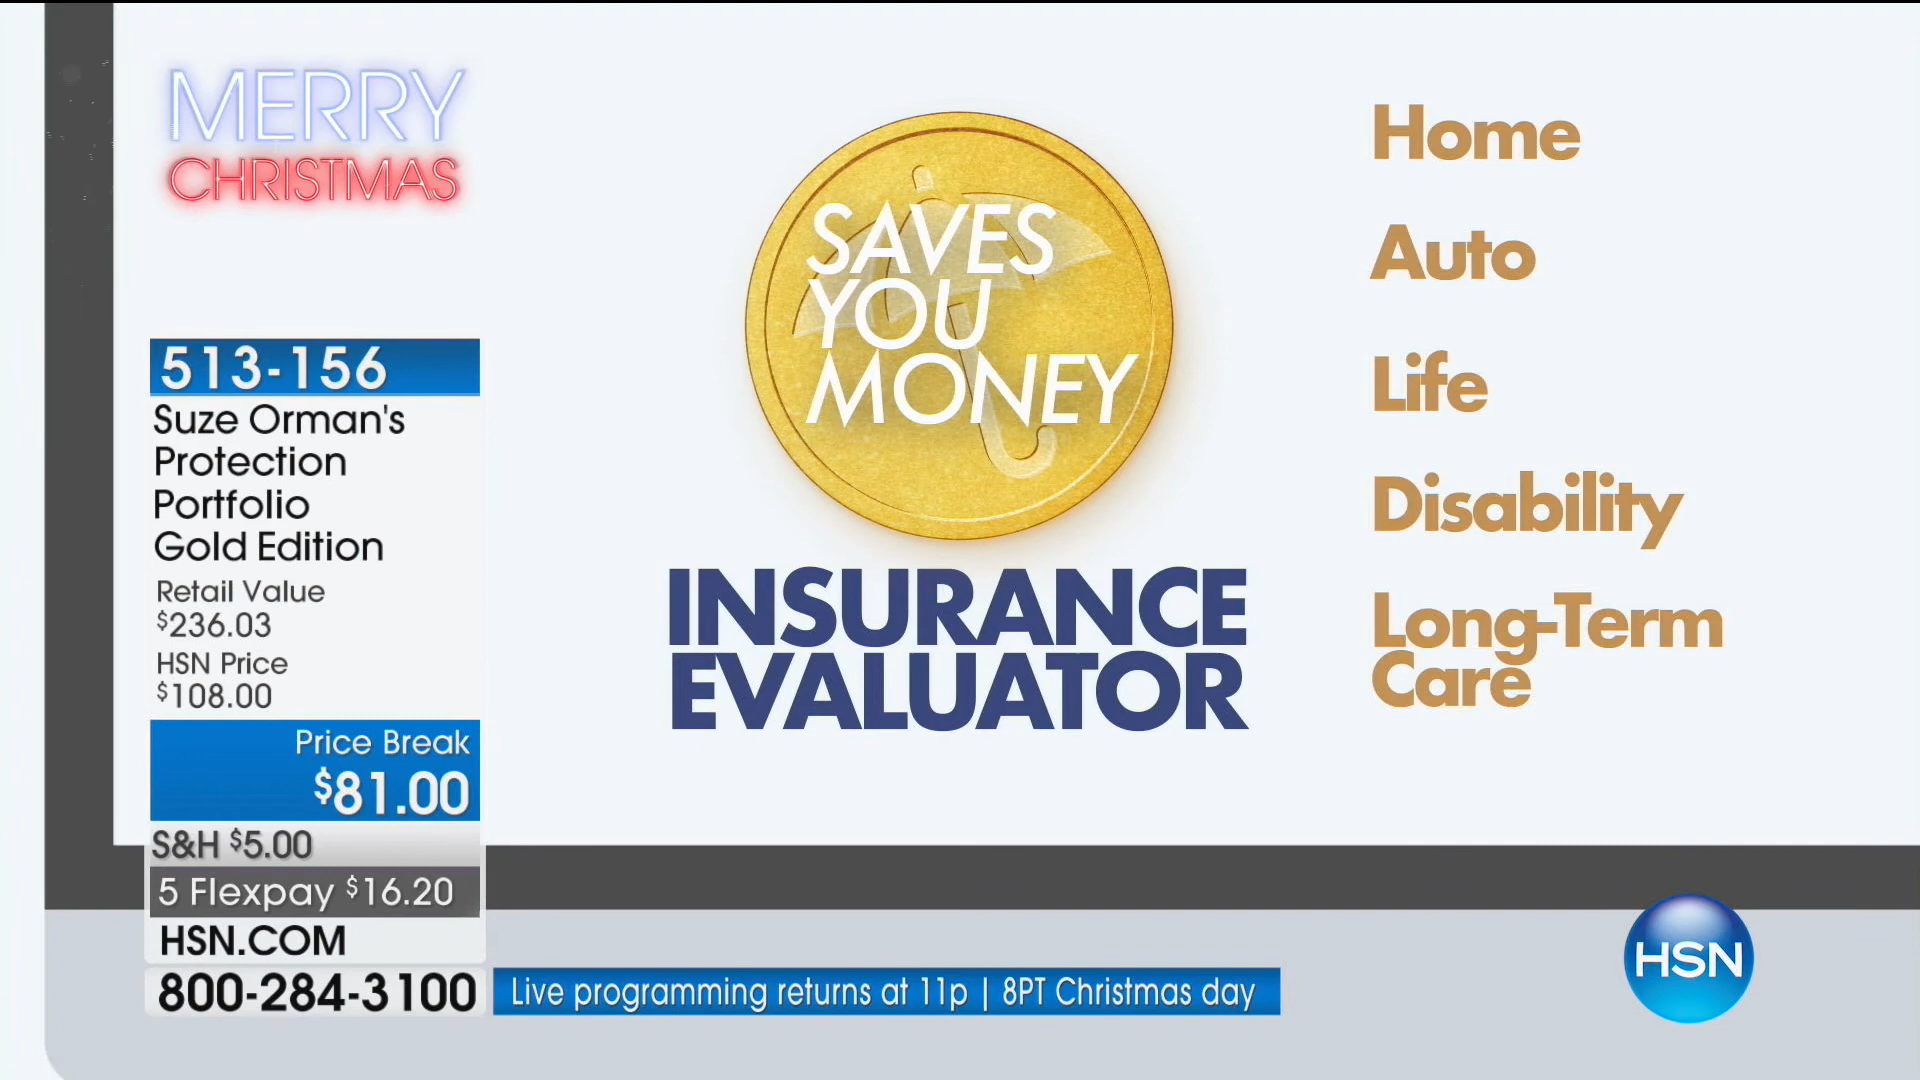 MERRY
CHRISTMAS
513-156
Suze Orman's
Protection
Portfolio
Gold Edition
Retail Value
$236.03
HSN Price
$108.00
Price Break
$81.00
S&H $5.00
5 Flexpay $16.20
HSN.COM
800-284-3100
Live programming returns at 11p | 8PT Christmas day
SAVES
YOU
MONEY
INSURANCE
EVALUATOR
Home
Auto
Life
Disability
Long-Term
Care
HSN